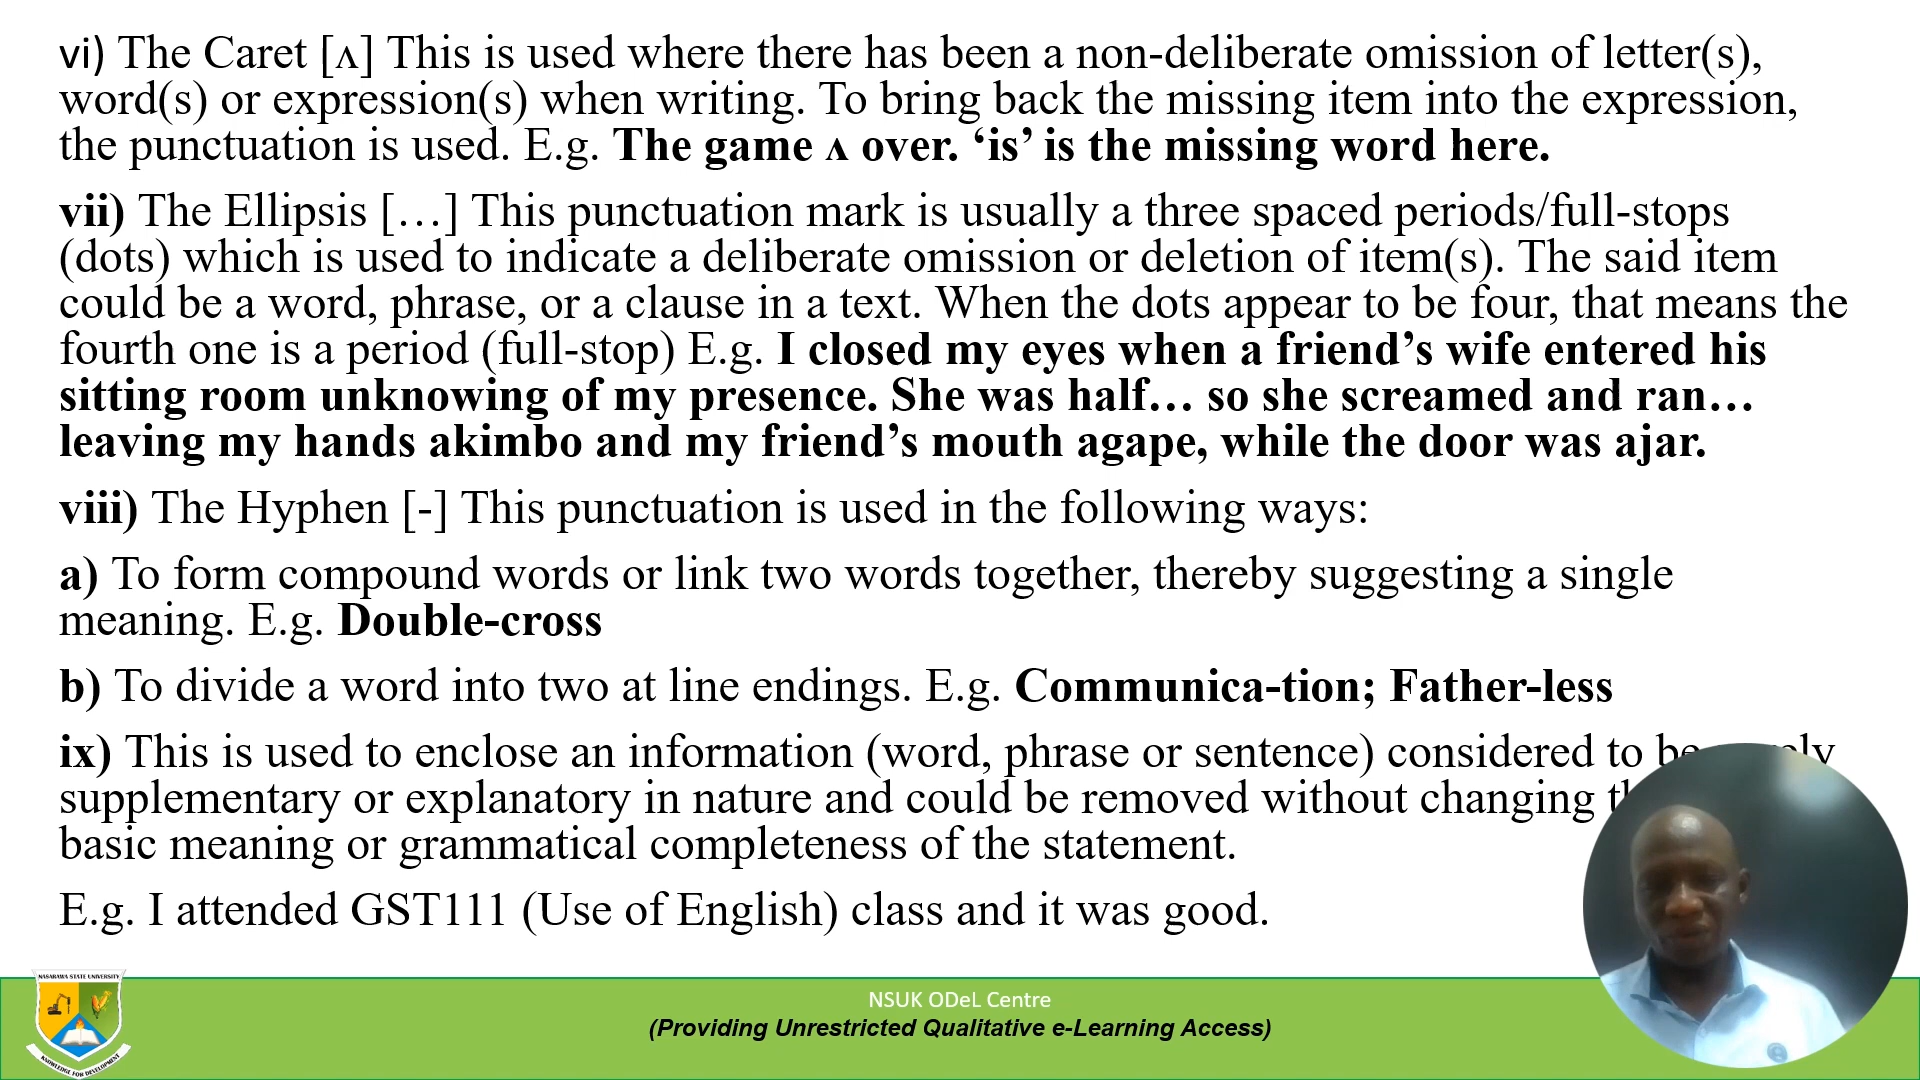 vi) The Caret [ʌ] This is used where there has been a non-deliberate omission of letter(s),
word(s) or expression(s) when writing. To bring back the missing item into the expression,
the punctuation is used. E.g. The game ʌ over. ‘is’ is the missing word here.
vii) The Ellipsis […] This punctuation mark is usually a three spaced periods/full-stops
(dots) which is used to indicate a deliberate omission or deletion of item(s). The said item
could be a word, phrase, or a clause in a text. When the dots appear to be four, that means the
fourth one is a period (full-stop) E.g. I closed my eyes when a friend’s wife entered his
sitting room unknowing of my presence. She was half… so she screamed and ran…
leaving my hands akimbo and my friend’s mouth agape, while the door was ajar.
viii) The Hyphen [-] This punctuation is used in the following ways:
a) To form compound words or link two words together, thereby suggesting a single
meaning. E.g. Double-cross
b) To divide a word into two at line endings. E.g. Communica-tion; Father-less
ix) This is used to enclose an information (word, phrase or sentence) considered to be
supplementary or explanatory in nature and could be removed without changing
basic meaning or grammatical completeness of the statement.
E.g. I attended GST111 (Use of English) class and it was good.
NASARAWA STATE UNIVERSITY
KNOWLEDGE FOR DEVELOPMENT
NSUK ODeL Centre
(Providing Unrestricted Qualitative e-Learning Access)